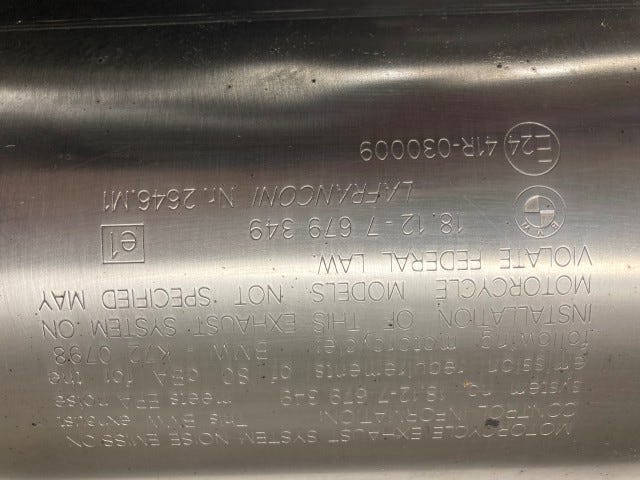 MOTORCYCLE EXHAUST SYSTEM NOISE EMISSION
CONTROL INFORMATION: This BMW exhaust
system no 18.12-7 679 349 meets EPA noise
emission requirements of 80 dBA for the
following motorcycle: BMW - K72 0798
INSTALLATION OF THIS EXHAUST SYSTEM ON
MOTORCYCLE MODELS NOT SPECIFIED MAY
VIOLATE FEDERAL LAW.
BMW 18.12-7 679 349 e1
LAFRANCONI Nr.2646.M1
E24 41R-030009